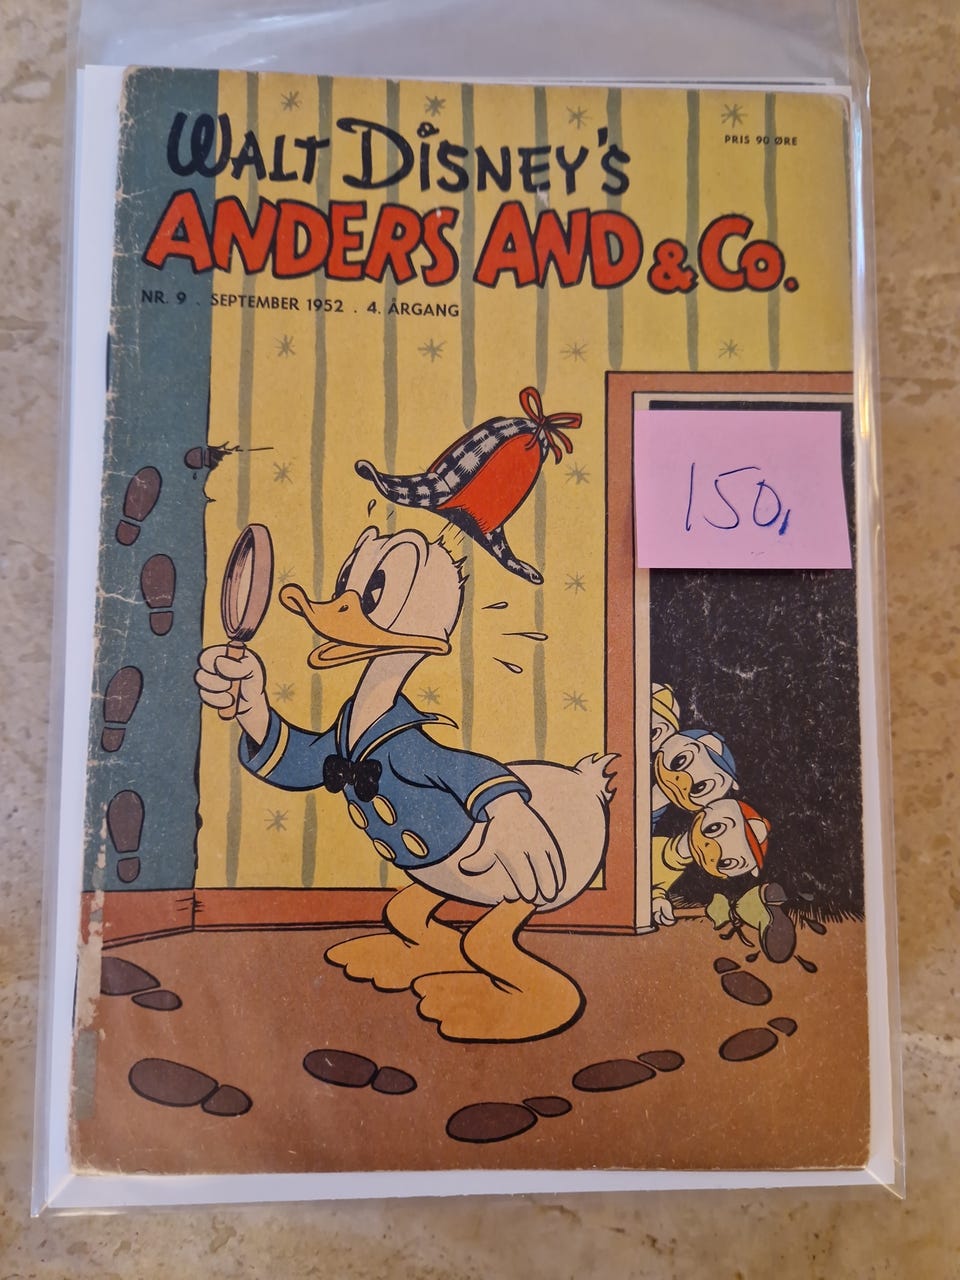 WALT DISNEY'S
PRIS 90 ØRE
ANDERS AND & Co.
NR. 9 . SEPTEMBER 1952 . 4. ÅRGANG
150,